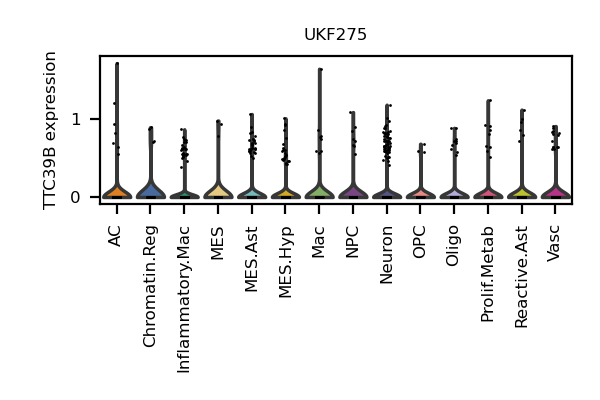 UKF275
TTC39B expression
1
0
AC
Chromatin.Reg
Inflammatory.Mac
MES
MES.Ast
MES.Hyp
Mac
NPC
Neuron
OPC
Oligo
Prolif.Metab
Reactive.Ast
Vasc